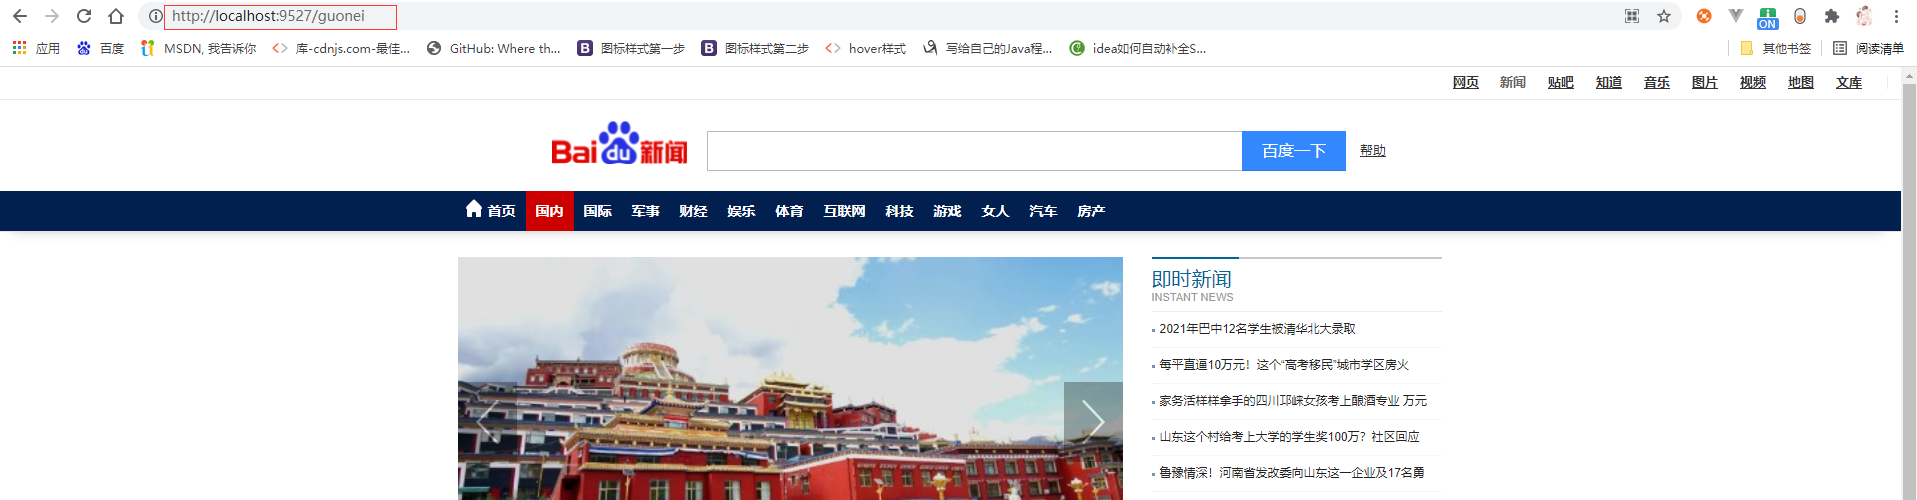 http://localhost:9527/guonei
应用 百度 MSDN, 我告诉你 库-cdnjs.com-最佳... GitHub: Where th... 图标样式第一步 图标样式第二步 hover样式 写给自己的Java程... idea如何自动补全S... 其他书签 阅读清单
ON
网页 新闻 贴吧 知道 音乐 图片 视频 地图 文库
Bai du 新闻 百度一下 帮助
首页 国内 国际 军事 财经 娱乐 体育 互联网 科技 游戏 女人 汽车 房产
即时新闻
INSTANT NEWS
2021年巴中12名学生被清华北大录取
每平直逼10万元！这个“高考移民”城市学区房火
家务活样样拿手的四川邛崃女孩考上酿酒专业 万元
山东这个村给考上大学的学生奖100万？社区回应
鲁豫情深！河南省发改委向山东这一企业及17名勇